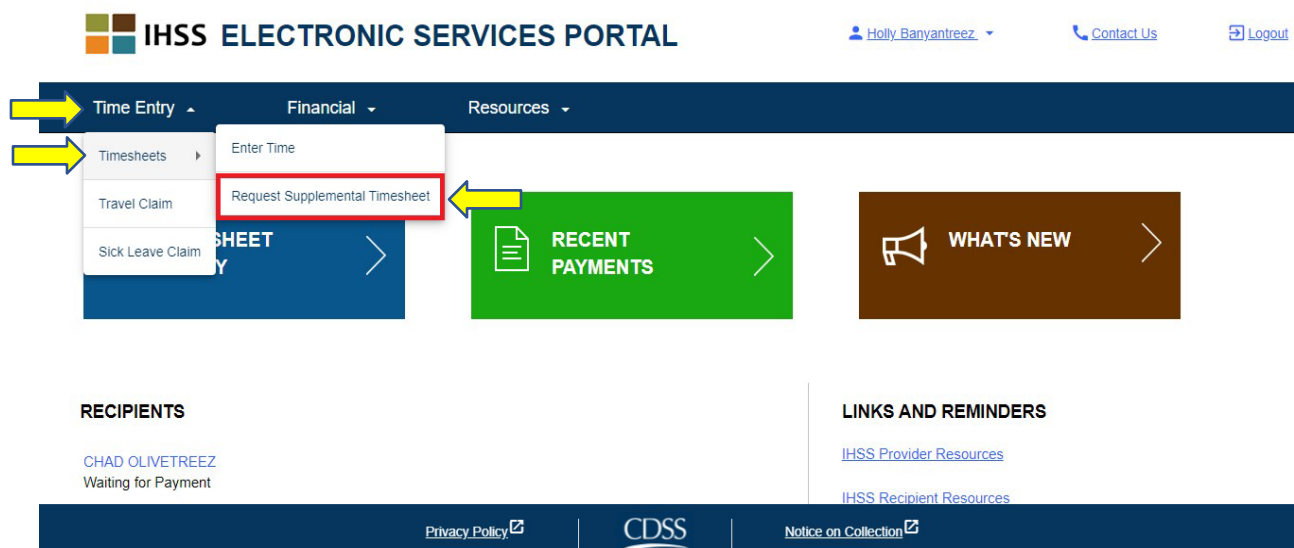 IHSS ELECTRONIC SERVICES PORTAL
Holly Banyantreez
Contact Us
Logout
Time Entry
Financial
Resources
Timesheets
Travel Claim
Sick Leave Claim
Enter Time
Request Supplemental Timesheet
SHEET
Y
RECENT
PAYMENTS
WHAT'S NEW
RECIPIENTS
CHAD OLIVETREEZ
Waiting for Payment
LINKS AND REMINDERS
IHSS Provider Resources
IHSS Recipient Resources
Privacy Policy
CDSS
Notice on Collection